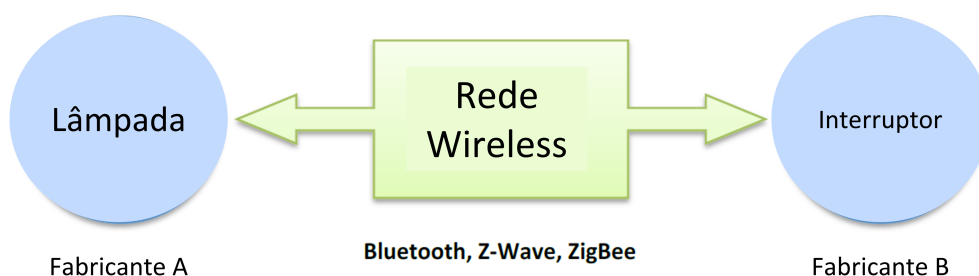 Lâmpada
Rede
Wireless
Interruptor
Bluetooth, Z-Wave, ZigBee
Fabricante A
Fabricante B